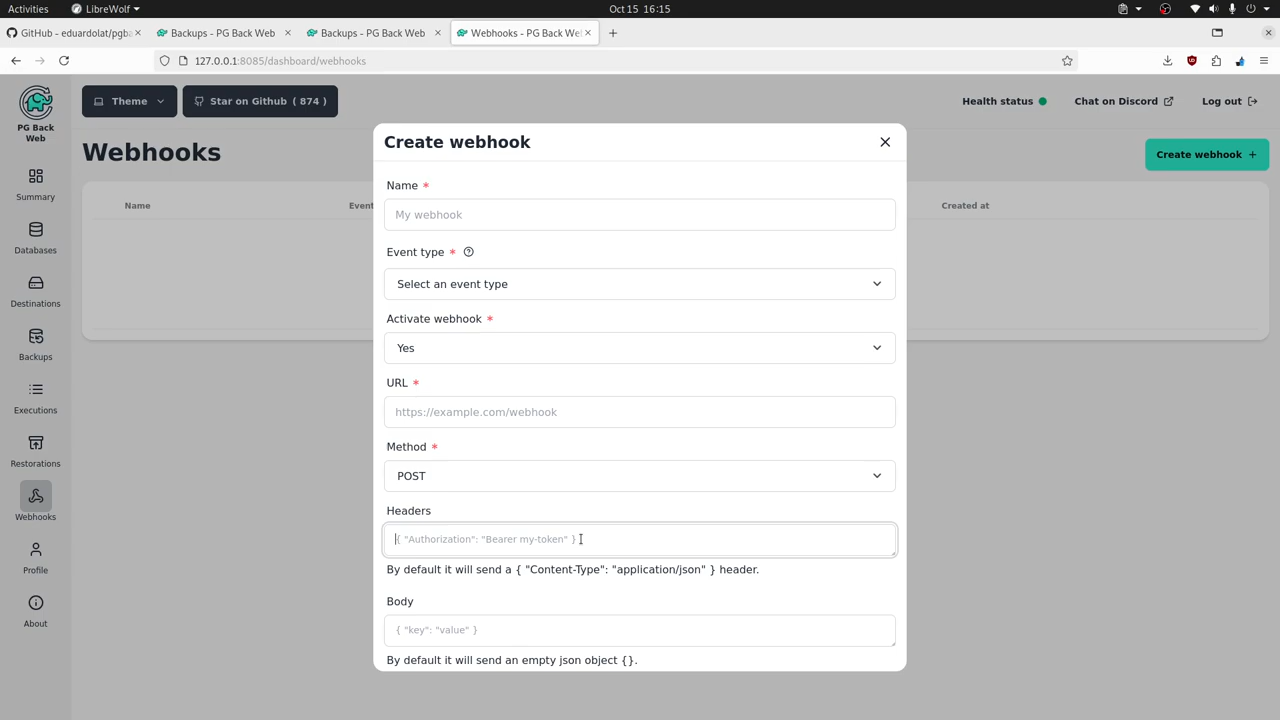 Activities
LibreWolf
Oct 15 16:15
GitHub - eduardolat/pgba
Backups - PG Back Web
Backups - PG Back Web
Webhooks - PG Back We
127.0.0.1:8085/dashboard/webhooks
PG Back
Web
Theme
Star on Github ( 874 )
Health status
Chat on Discord
Log out
Webhooks
Create webhook
Name
Event
Created at
Summary
Databases
Destinations
Backups
Executions
Restorations
Webhooks
Profile
About
Create webhook
Name *
My webhook
Event type *
Select an event type
Activate webhook *
Yes
URL *
https://example.com/webhook
Method *
POST
Headers
{ "Authorization": "Bearer my-token" }
By default it will send a { "Content-Type": "application/json" } header.
Body
{ "key": "value" }
By default it will send an empty json object {}.